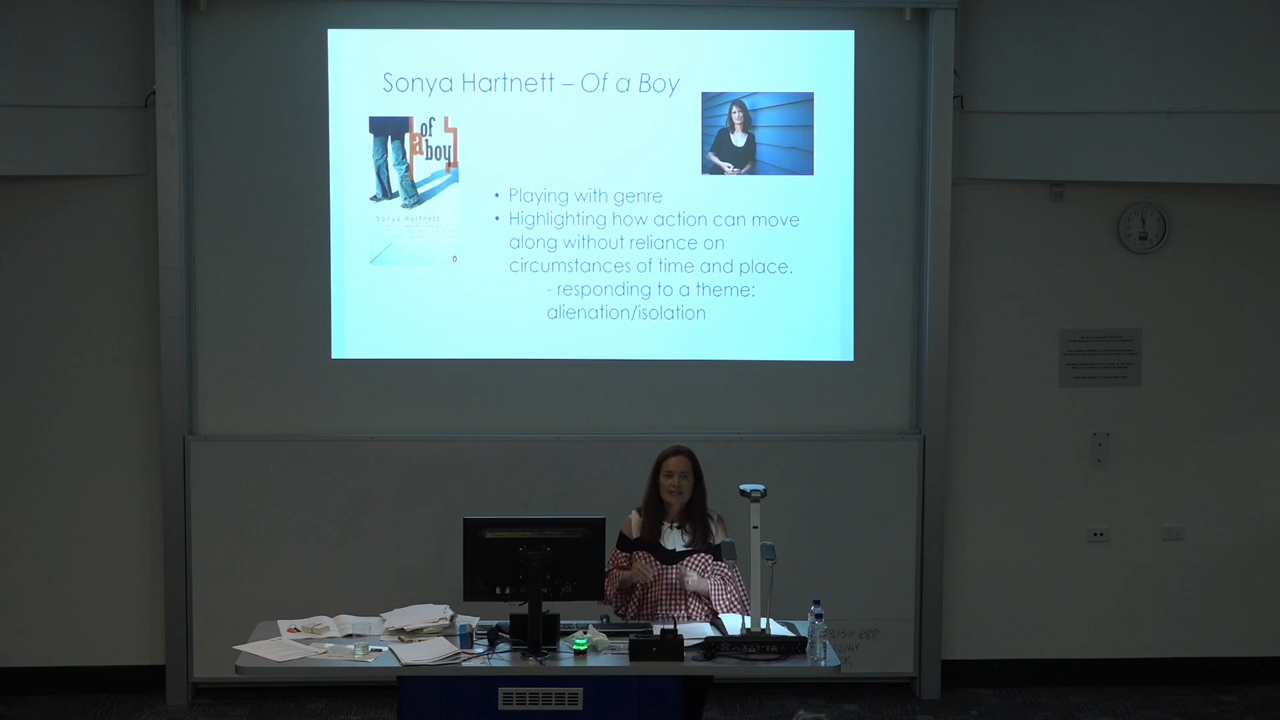 Sonya Hartnett – Of a Boy
of
a
boy
Sonya Hartnett
• Playing with genre
• Highlighting how action can move
along without reliance on
circumstances of time and place.
- responding to a theme:
alienation/isolation